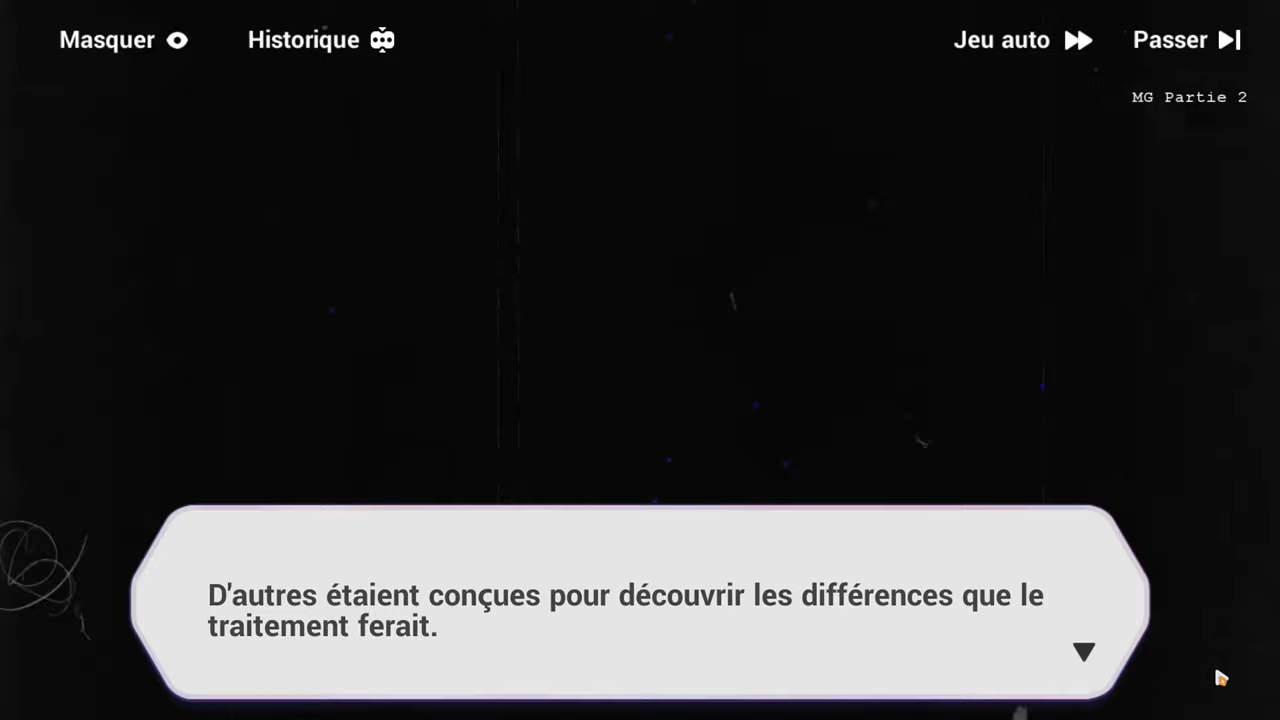 Masquer
Historique
Jeu auto
Passer
MG Partie 2
D'autres étaient conçues pour découvrir les différences que le
traitement ferait.